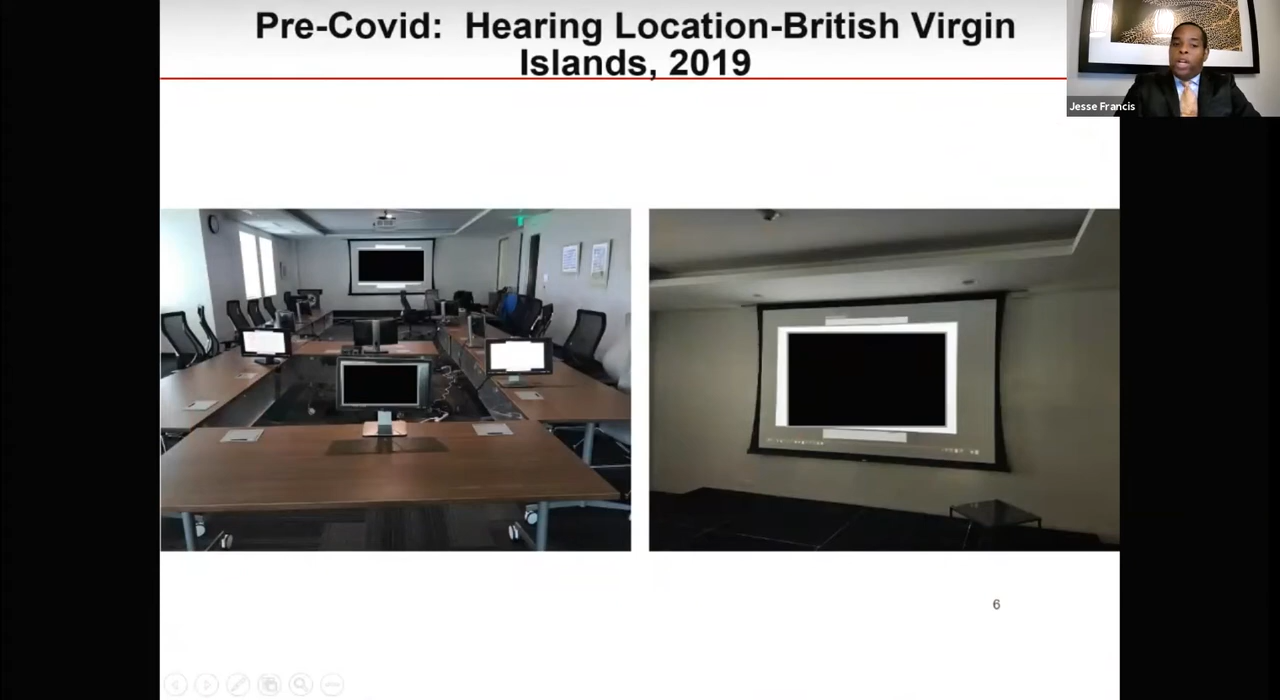 Pre-Covid:  Hearing Location-British Virgin
Islands, 2019
Jesse Francis
6